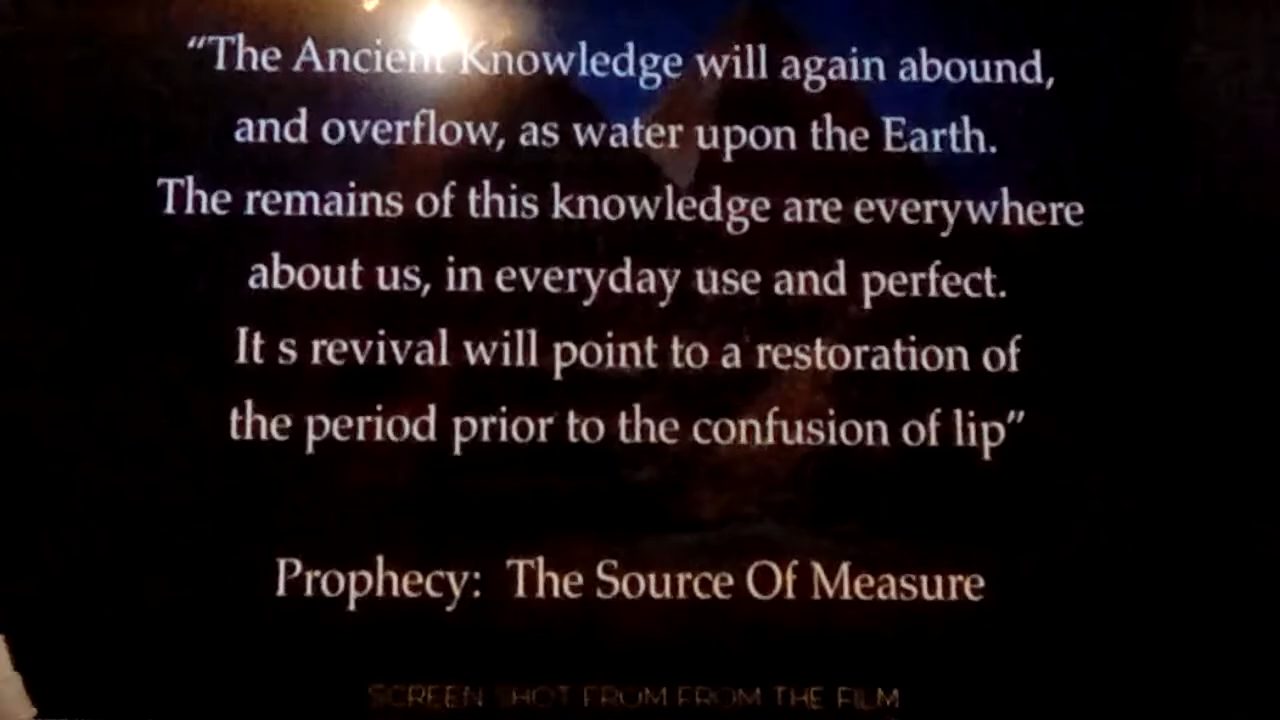 “The Ancient Knowledge will again abound,
and overflow, as water upon the Earth.
The remains of this knowledge are everywhere
about us, in everyday use and perfect.
It s revival will point to a restoration of
the period prior to the confusion of lip”
Prophecy: The Source Of Measure
SCREEN SHOT FROM FROM THE FILM